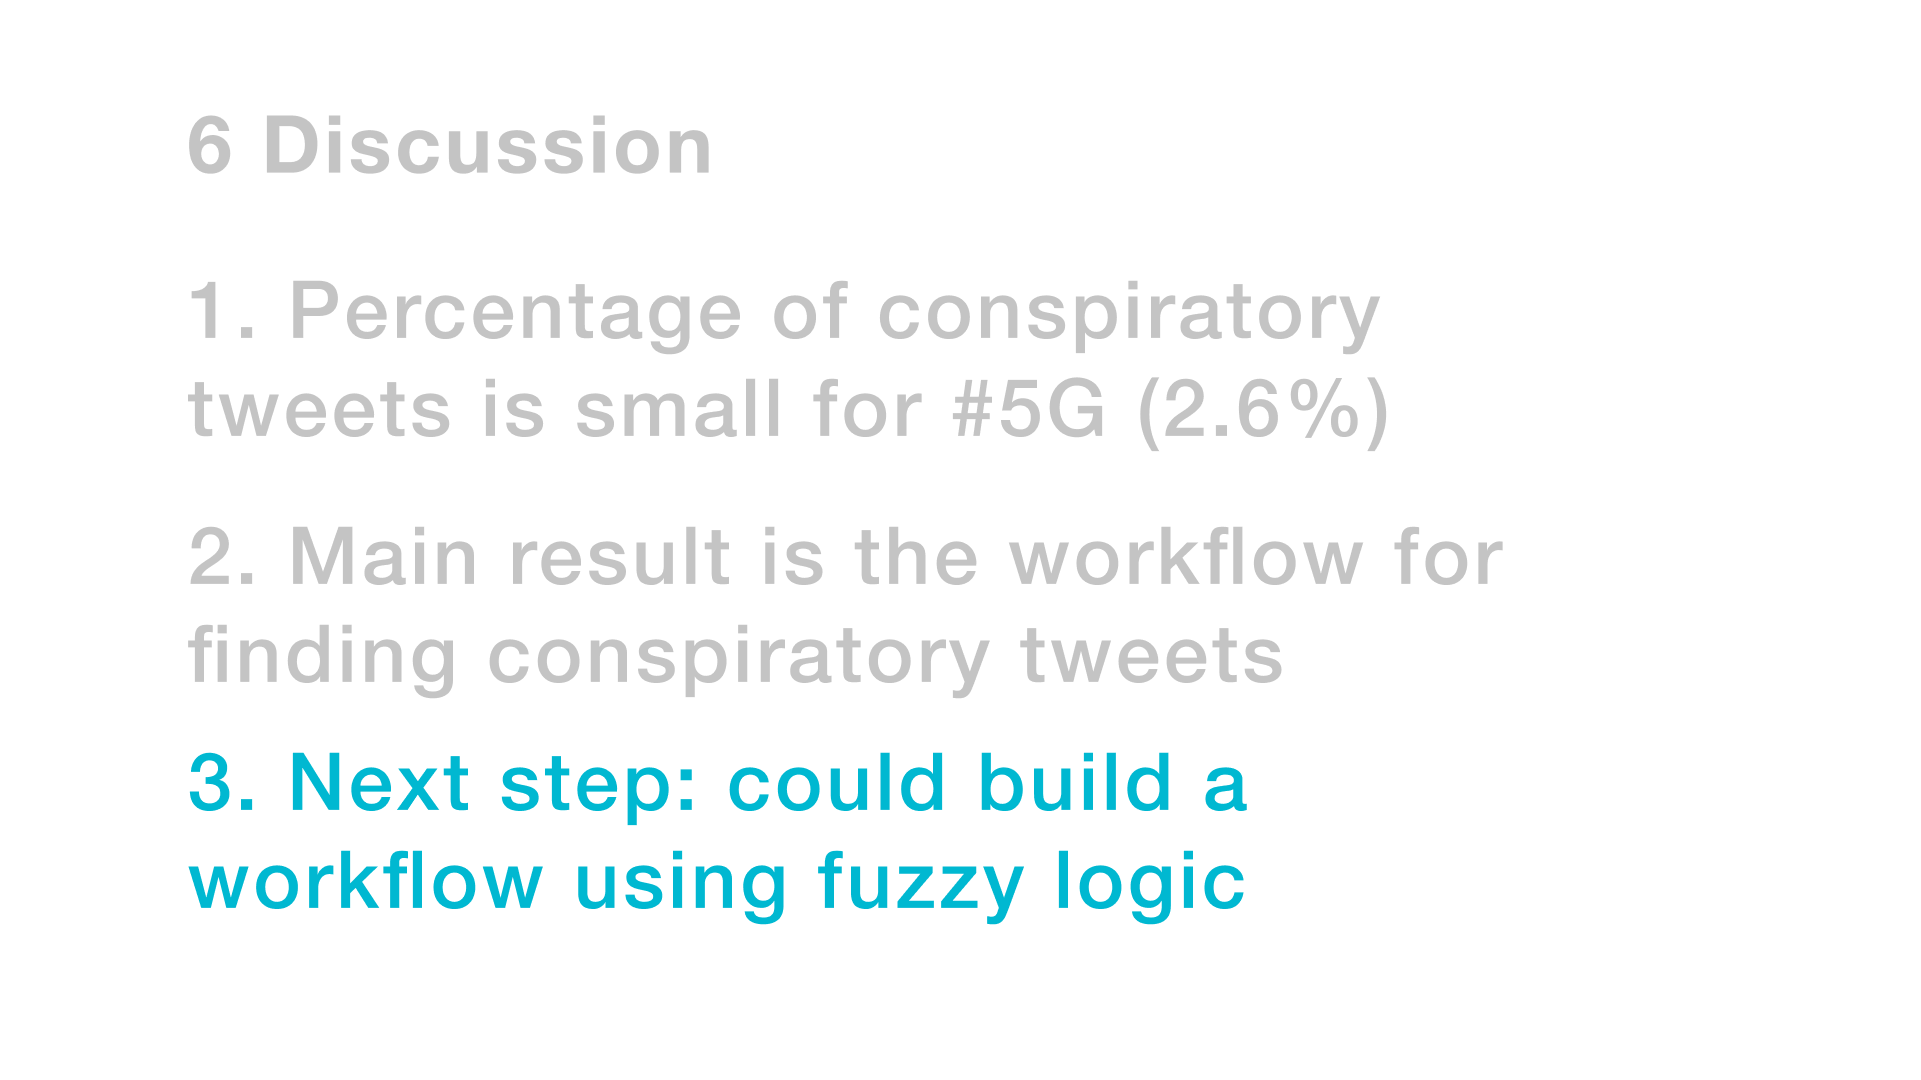 6 Discussion
1. Percentage of conspiratory
tweets is small for #5G (2.6%)
2. Main result is the workflow for
finding conspiratory tweets
3. Next step: could build a
workflow using fuzzy logic